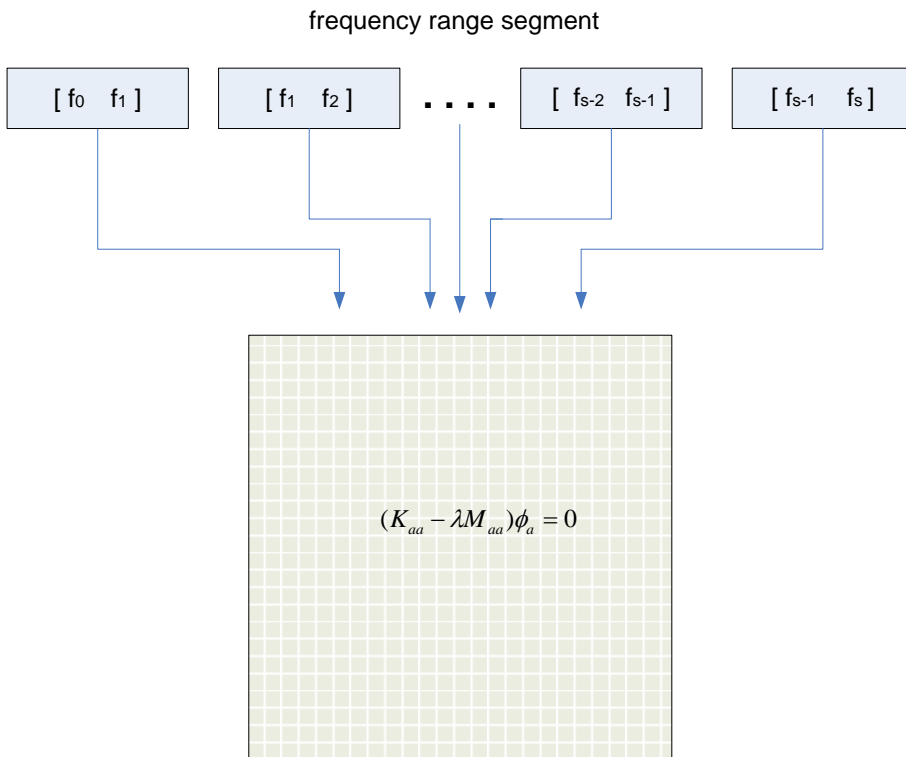 frequency range segment
[ f₀ f₁ ] [ f₁ f₂ ] . . . . [ fₛ₋₂ fₛ₋₁ ] [ fₛ₋₁ fₛ ]
(Kₐₐ − λMₐₐ)ϕₐ = 0